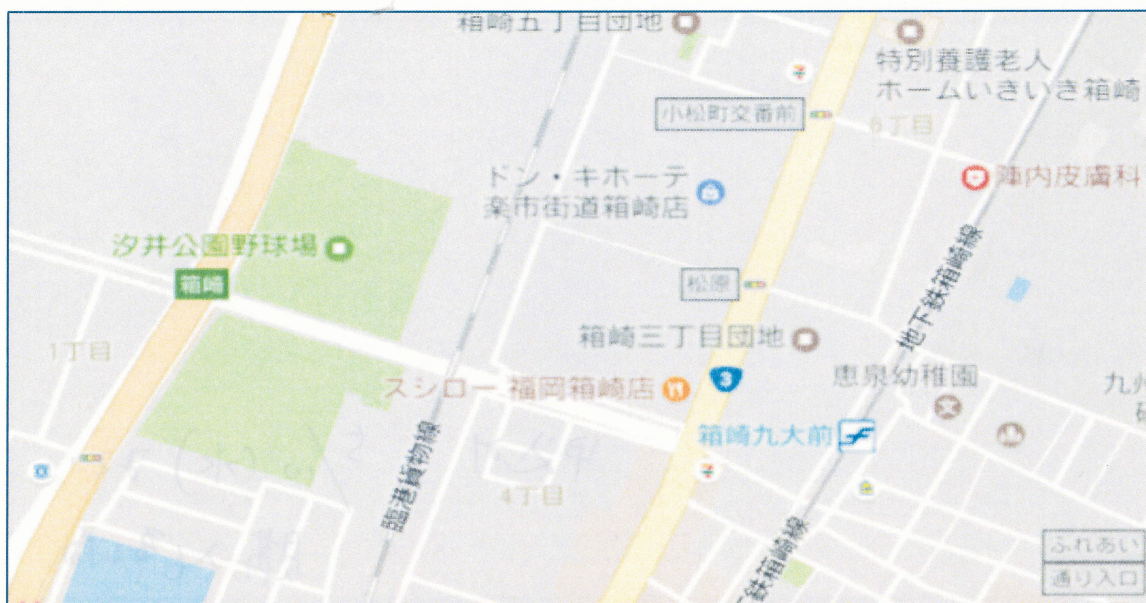 箱崎五丁目団地
特別養護老人
ホームいきいき箱崎
小松町交番前
6丁目
ドン・キホーテ
楽市街道箱崎店
陣内皮膚科
汐井公園野球場
箱崎
松原
地下鉄箱崎線
1丁目
箱崎三丁目団地
スシロー 福岡箱崎店
3
恵泉幼稚園
九州
箱崎九大前
臨港貨物線
4丁目
下鉄箱崎線
ふれあい
通り入口